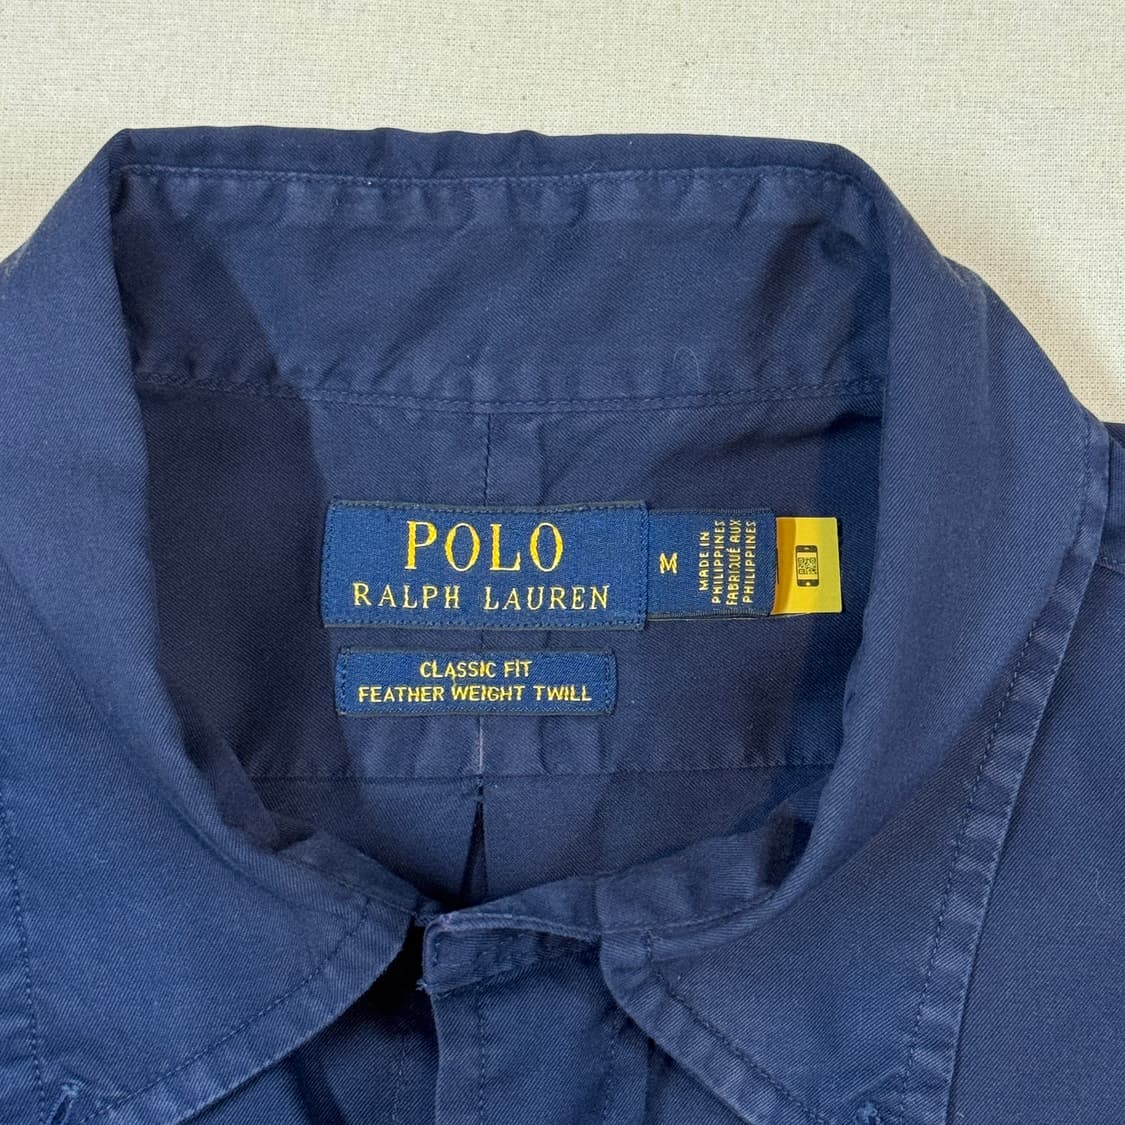 POLO
RALPH LAUREN
M
MADE IN
PHILIPPINES
FABRIQUÉ AUX
PHILIPPINES
CLASSIC FIT
FEATHER WEIGHT TWILL